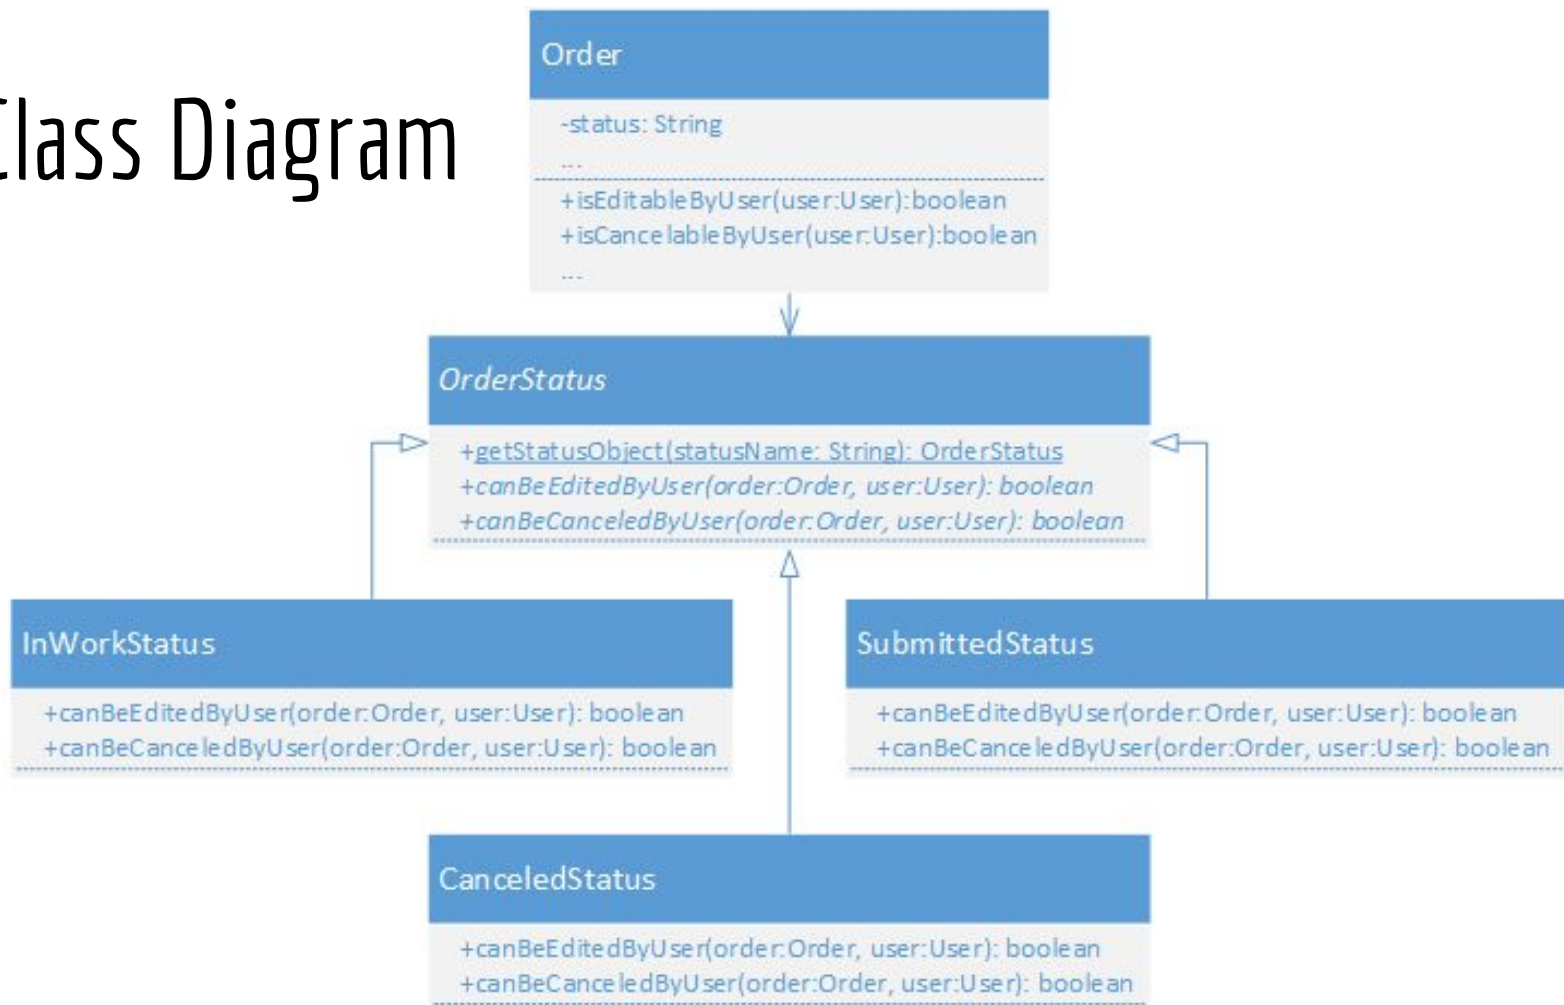 Class Diagram
Order
-status: String
...
+isEditableByUser(user:User):boolean
+isCancelableByUser(user:User):boolean
...
OrderStatus
+getStatusObject(statusName: String): OrderStatus
+canBeEditedByUser(order:Order, user:User): boolean
+canBeCanceledByUser(order:Order, user:User): boolean
InWorkStatus
+canBeEditedByUser(order:Order, user:User): boolean
+canBeCanceledByUser(order:Order, user:User): boolean
SubmittedStatus
+canBeEditedByUser(order:Order, user:User): boolean
+canBeCanceledByUser(order:Order, user:User): boolean
CanceledStatus
+canBeEditedByUser(order:Order, user:User): boolean
+canBeCanceledByUser(order:Order, user:User): boolean